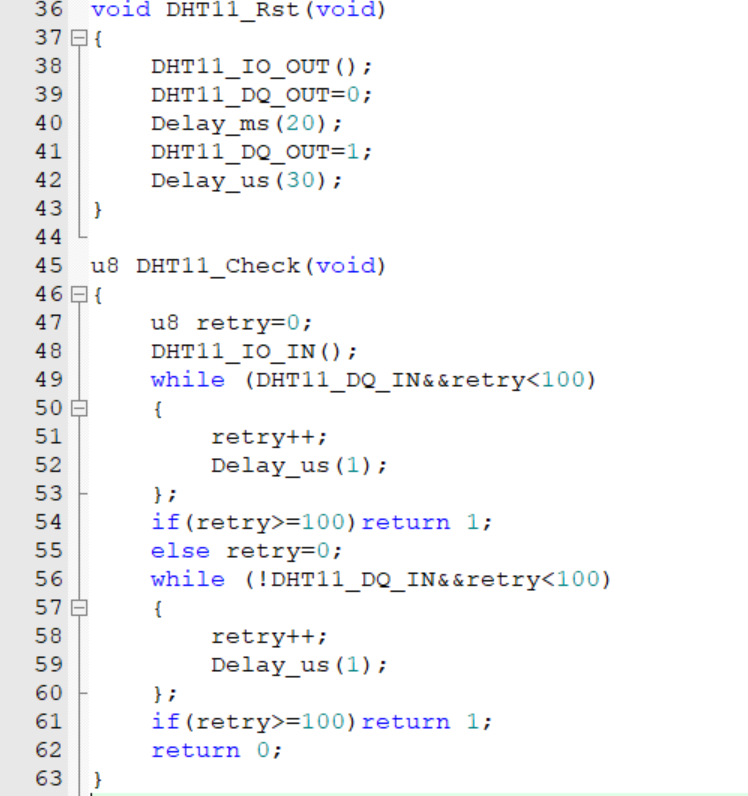 36 void DHT11_Rst(void)
37 {
38 DHT11_IO_OUT();
39 DHT11_DQ_OUT=0;
40 Delay_ms(20);
41 DHT11_DQ_OUT=1;
42 Delay_us(30);
43 }
44
45 u8 DHT11_Check(void)
46 {
47 u8 retry=0;
48 DHT11_IO_IN();
49 while (DHT11_DQ_IN&&retry<100)
50 {
51 retry++;
52 Delay_us(1);
53 };
54 if(retry>=100)return 1;
55 else retry=0;
56 while (!DHT11_DQ_IN&&retry<100)
57 {
58 retry++;
59 Delay_us(1);
60 };
61 if(retry>=100)return 1;
62 return 0;
63 }